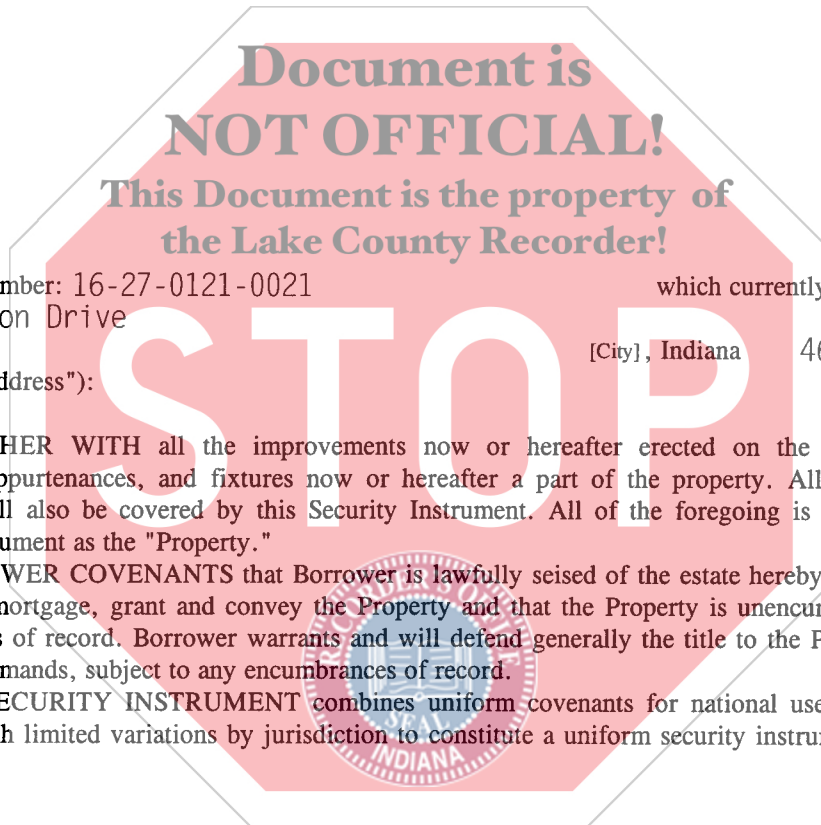 Document is
NOT OFFICIAL!
This Document is the property of
the Lake County Recorder!
mber: 16-27-0121-0021 which currently
on Drive
[City], Indiana 46
ddress"):
STOP
HER WITH all the improvements now or hereafter erected on the
ppurtenances, and fixtures now or hereafter a part of the property. All
ll also be covered by this Security Instrument. All of the foregoing is
ument as the "Property."
WER COVENANTS that Borrower is lawfully seised of the estate hereby
mortgage, grant and convey the Property and that the Property is unencum
s of record. Borrower warrants and will defend generally the title to the P
mands, subject to any encumbrances of record.
ECURITY INSTRUMENT combines uniform covenants for national use
h limited variations by jurisdiction to constitute a uniform security instru
RECORDER'S OFFICE
SEAL
INDIANA